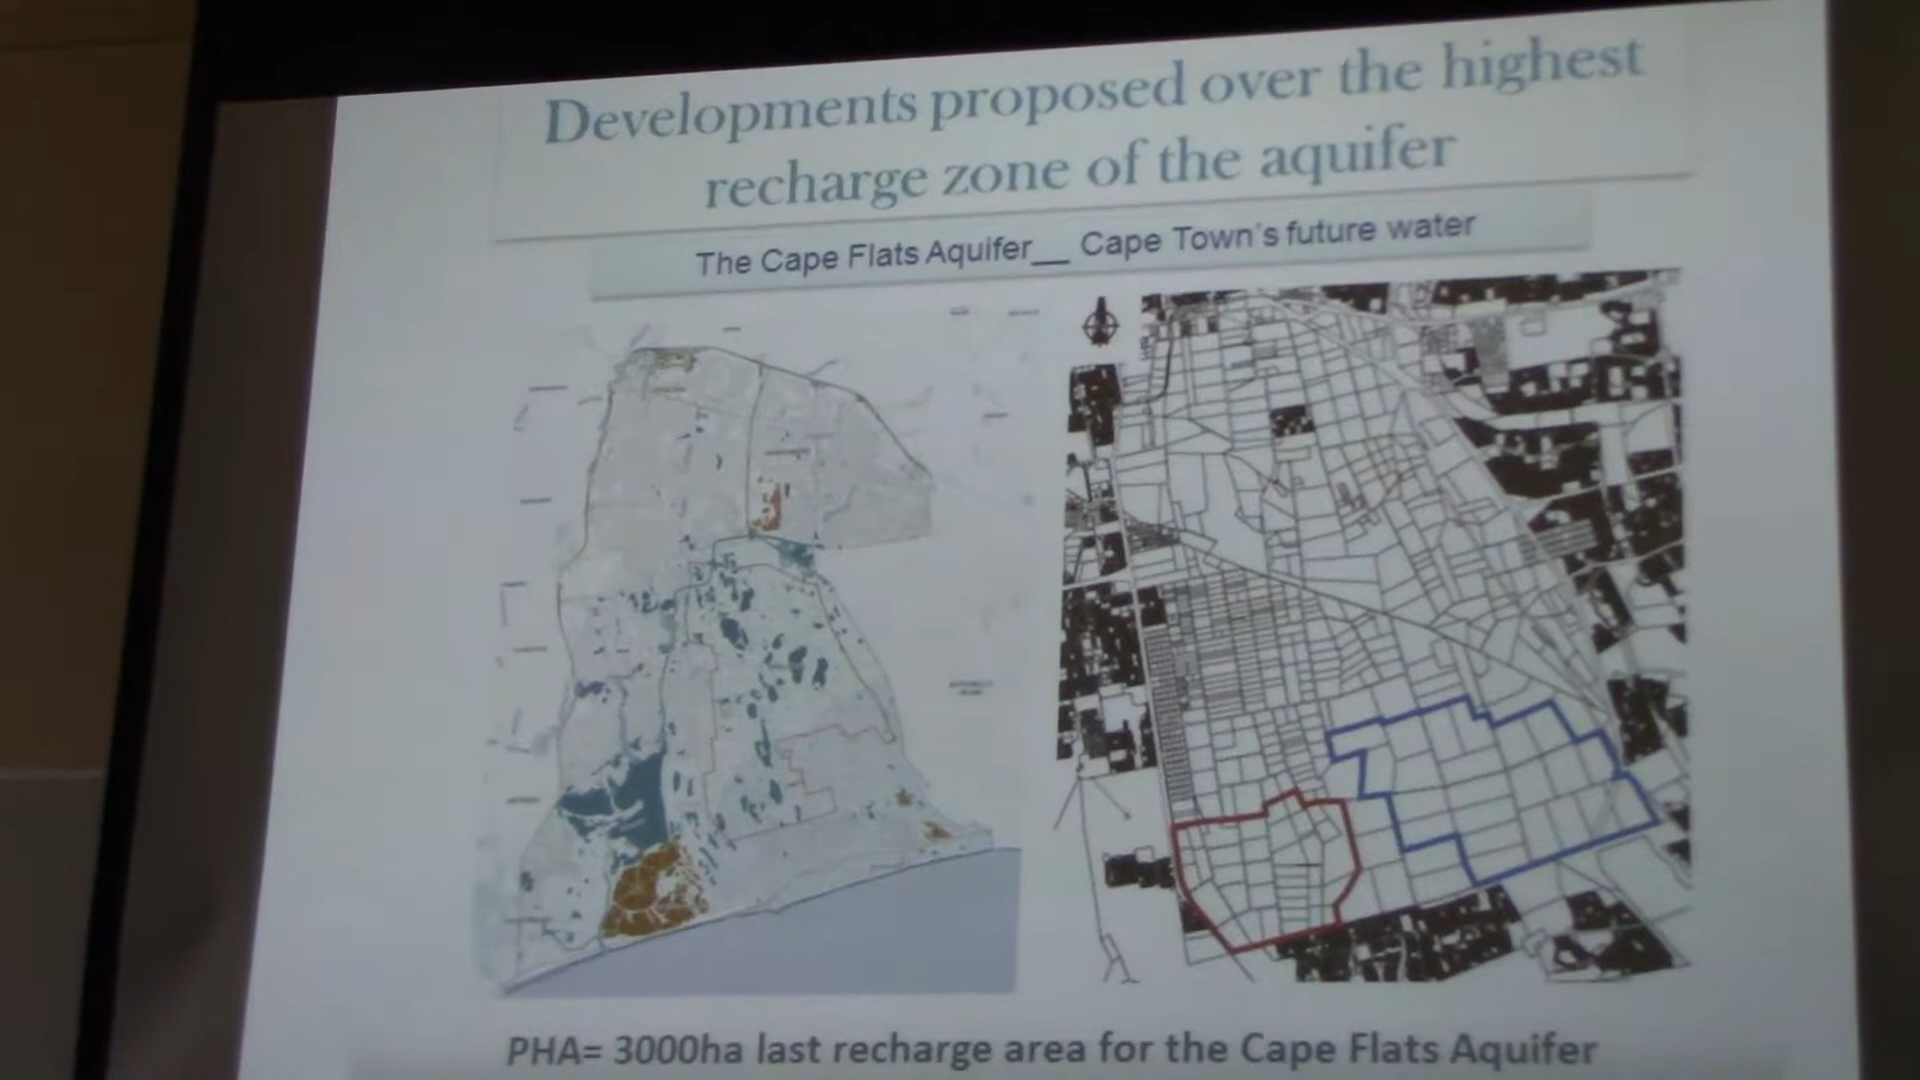 Developments proposed over the highest
recharge zone of the aquifer
The Cape Flats Aquifer__ Cape Town's future water
PHA= 3000ha last recharge area for the Cape Flats Aquifer